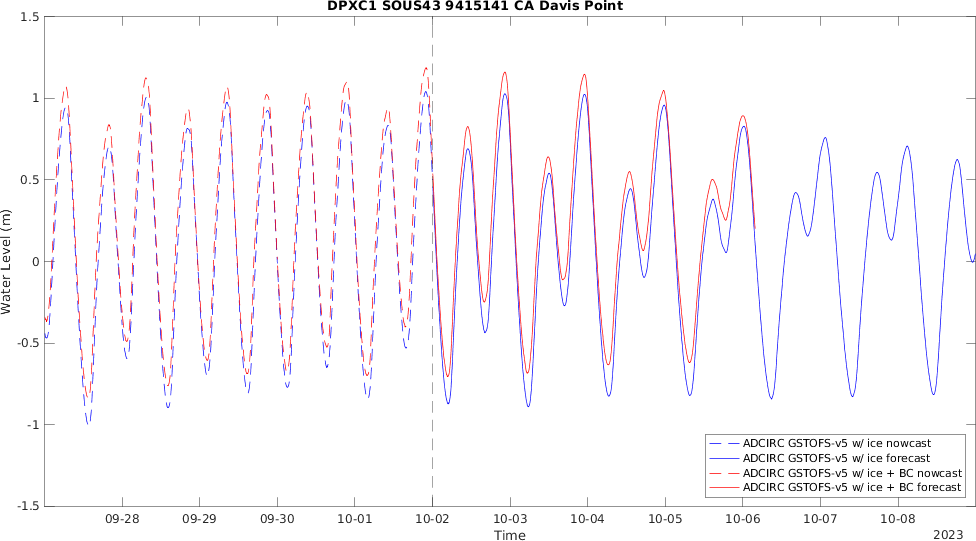 DPXC1 SOUS43 9415141 CA Davis Point
1.5
1
0.5
0
-0.5
-1
-1.5
Water Level (m)
09-28 09-29 09-30 10-01 10-02 10-03 10-04 10-05 10-06 10-07 10-08
Time
2023
ADCIRC GSTOFS-v5 w/ ice nowcast
ADCIRC GSTOFS-v5 w/ ice forecast
ADCIRC GSTOFS-v5 w/ ice + BC nowcast
ADCIRC GSTOFS-v5 w/ ice + BC forecast